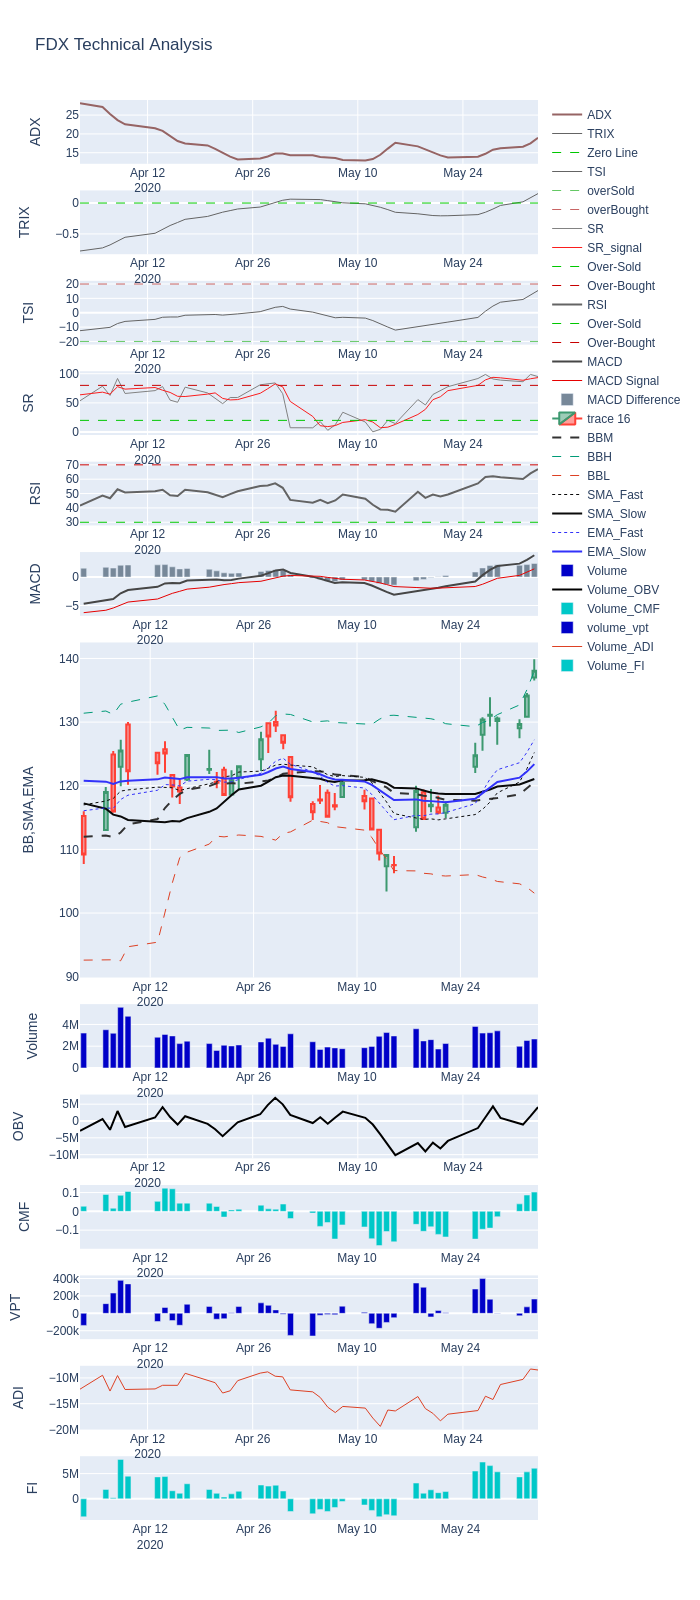 FDX Technical Analysis
ADX
25
20
15
Apr 12
2020
Apr 26
May 10
May 24
TRIX
0
−0.5
Apr 12
2020
Apr 26
May 10
May 24
TSI
20
10
0
−10
−20
Apr 12
2020
Apr 26
May 10
May 24
SR
100
50
0
Apr 12
2020
Apr 26
May 10
May 24
RSI
70
60
50
40
30
Apr 12
2020
Apr 26
May 10
May 24
MACD
0
−5
Apr 12
2020
Apr 26
May 10
May 24
BB,SMA,EMA
140
130
120
110
100
90
Apr 12
2020
Apr 26
May 10
May 24
Volume
4M
2M
0
Apr 12
2020
Apr 26
May 10
May 24
OBV
5M
0
−5M
−10M
Apr 12
2020
Apr 26
May 10
May 24
CMF
0.1
0
−0.1
Apr 12
2020
Apr 26
May 10
May 24
VPT
400k
200k
0
−200k
Apr 12
2020
Apr 26
May 10
May 24
ADI
−10M
−15M
−20M
Apr 12
2020
Apr 26
May 10
May 24
FI
5M
0
Apr 12
2020
Apr 26
May 10
May 24
ADX
TRIX
Zero Line
TSI
overSold
overBought
SR
SR_signal
Over-Sold
Over-Bought
RSI
Over-Sold
Over-Bought
MACD
MACD Signal
MACD Difference
trace 16
BBM
BBH
BBL
SMA_Fast
SMA_Slow
EMA_Fast
EMA_Slow
Volume
Volume_OBV
Volume_CMF
volume_vpt
Volume_ADI
Volume_FI